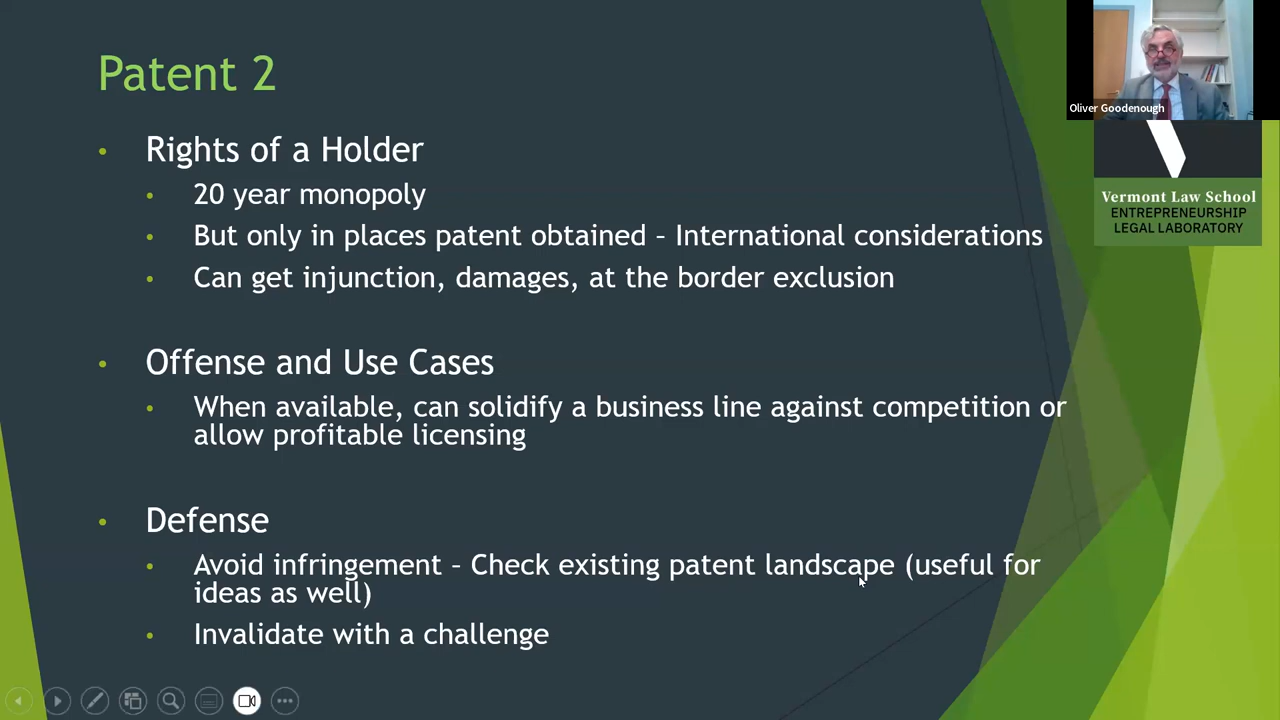 Patent 2
• Rights of a Holder
• 20 year monopoly
• But only in places patent obtained – International considerations
• Can get injunction, damages, at the border exclusion
• Offense and Use Cases
• When available, can solidify a business line against competition or
allow profitable licensing
• Defense
• Avoid infringement – Check existing patent landscape (useful for
ideas as well)
• Invalidate with a challenge
Oliver Goodenough
Vermont Law School
ENTREPRENEURSHIP
LEGAL LABORATORY